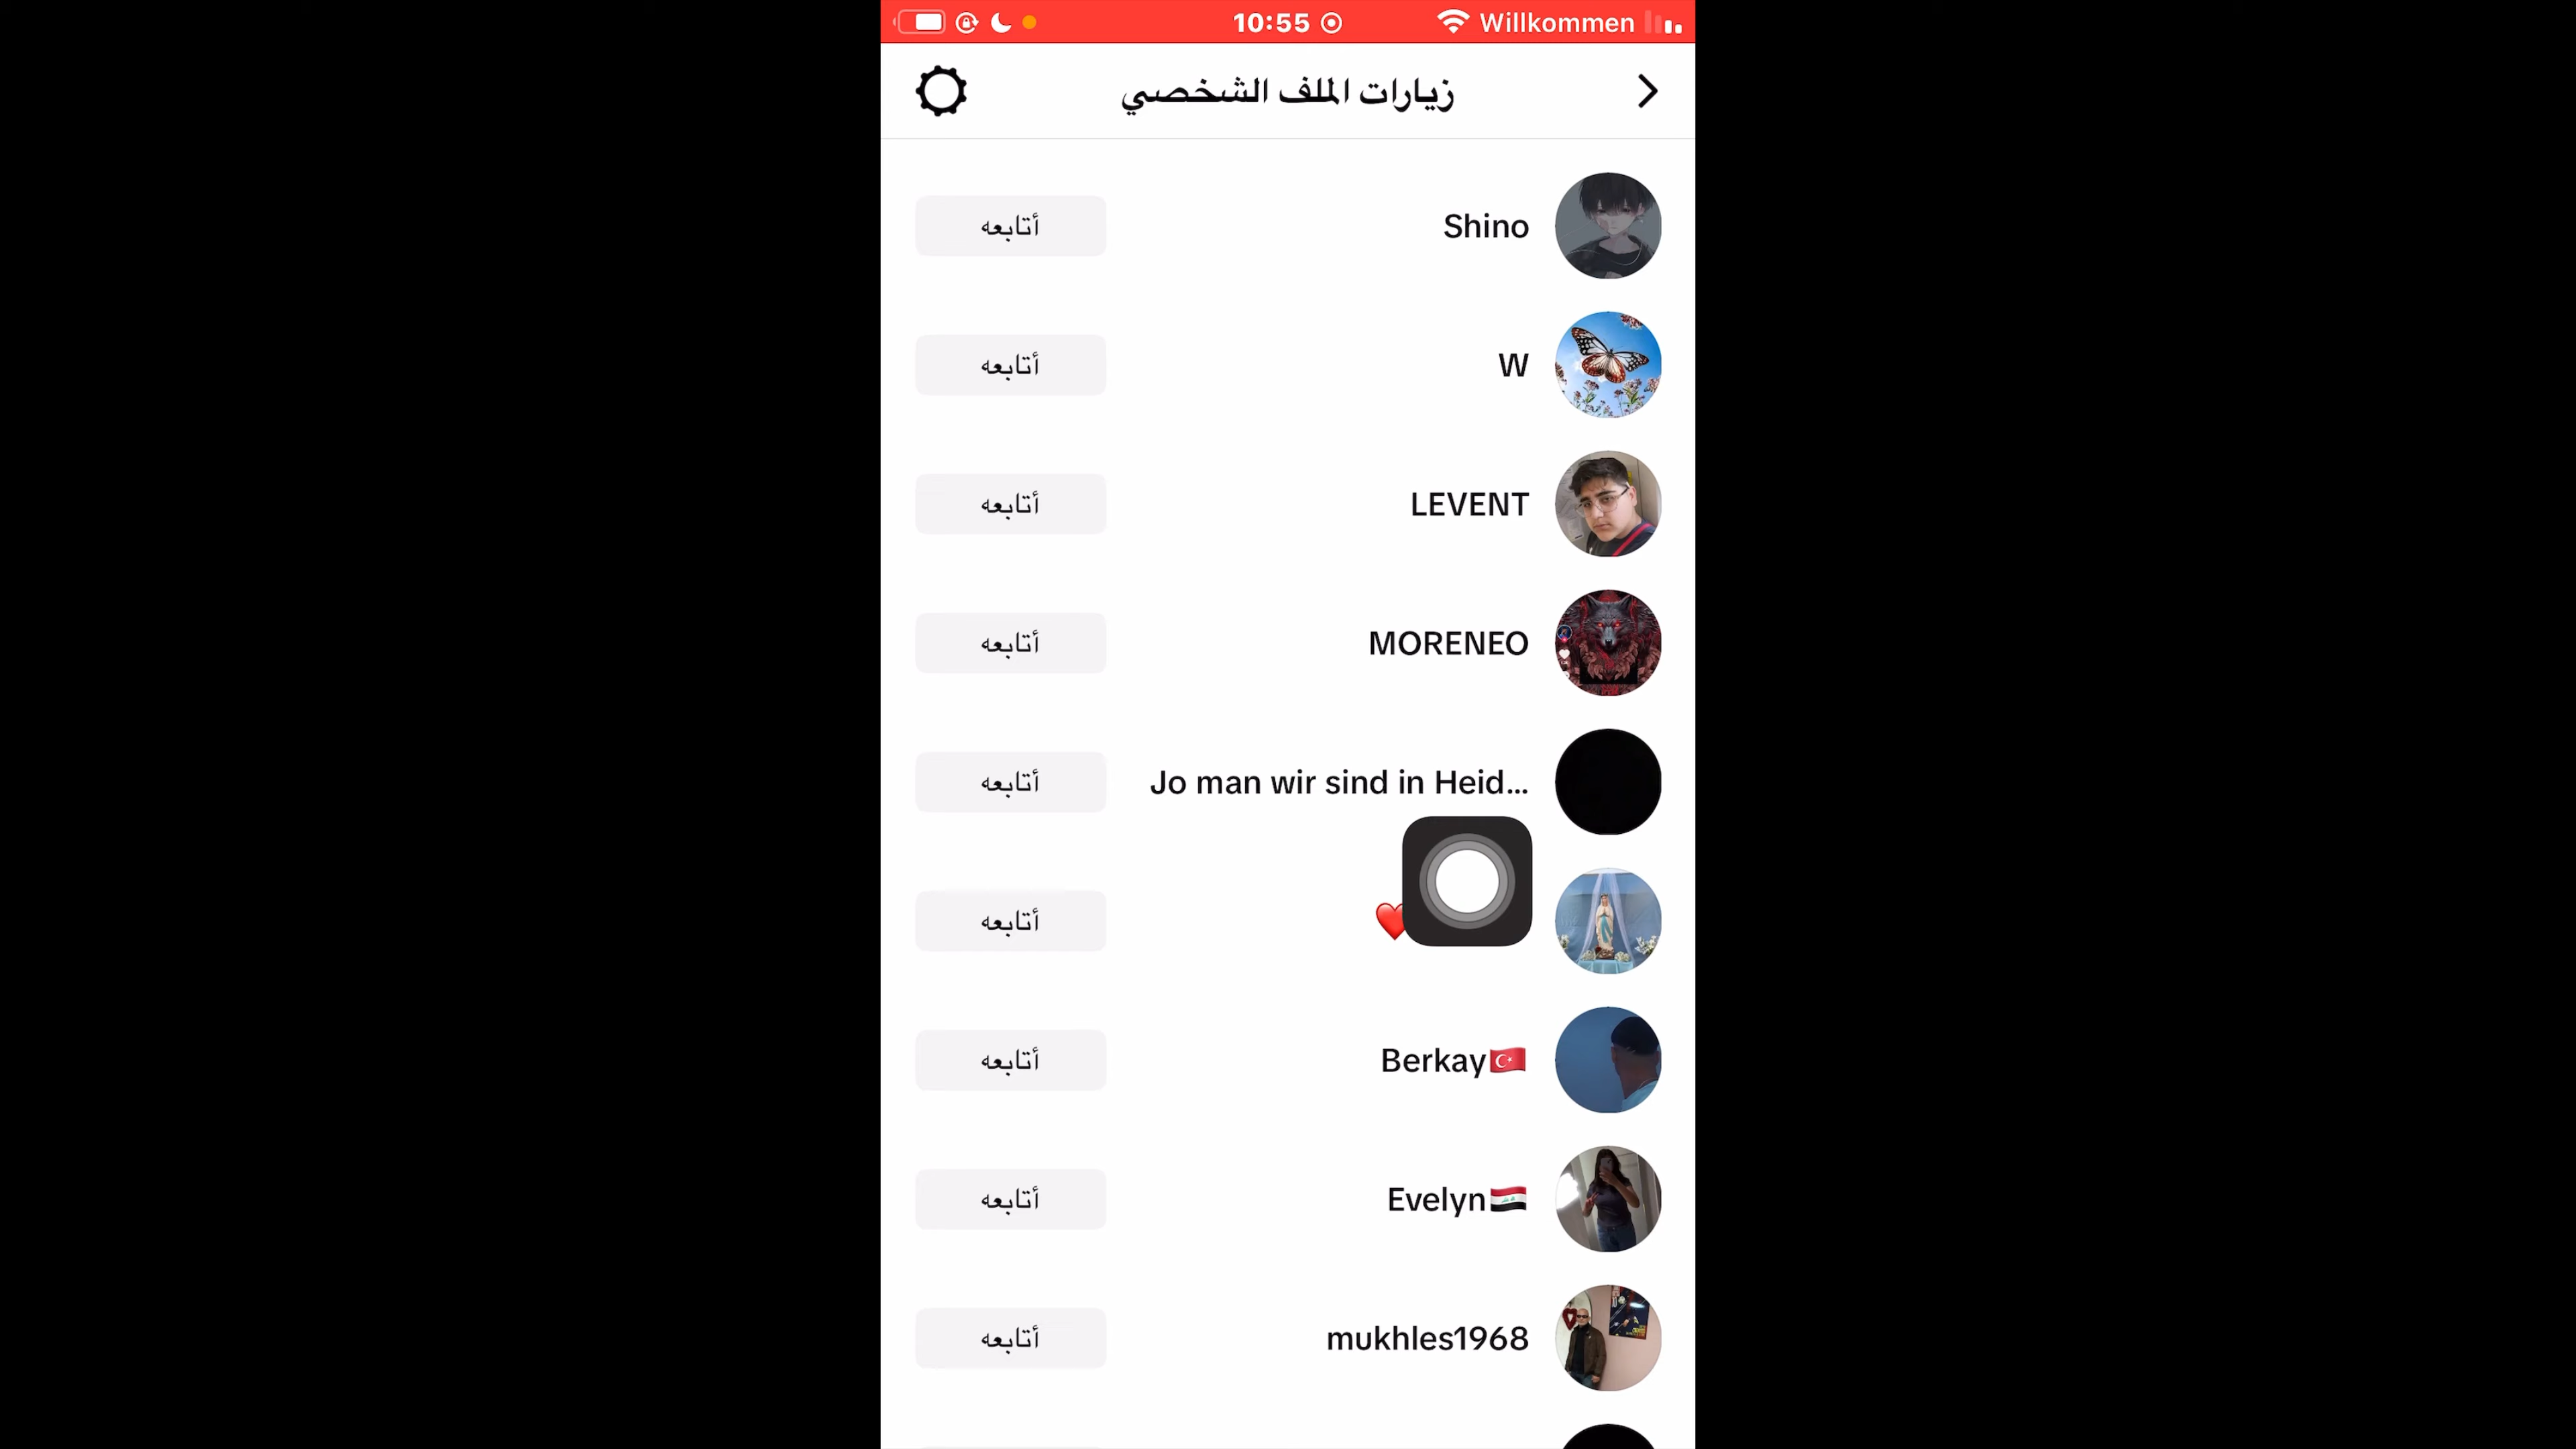 10:55 Willkommen
زيارات الملف الشخصي
Shino أتابعه
W أتابعه
LEVENT أتابعه
MORENEO أتابعه
Jo man wir sind in Heid... أتابعه
❤️ أتابعه
Berkay🇹🇷 أتابعه
Evelyn🇮🇶 أتابعه
mukhles1968 أتابعه